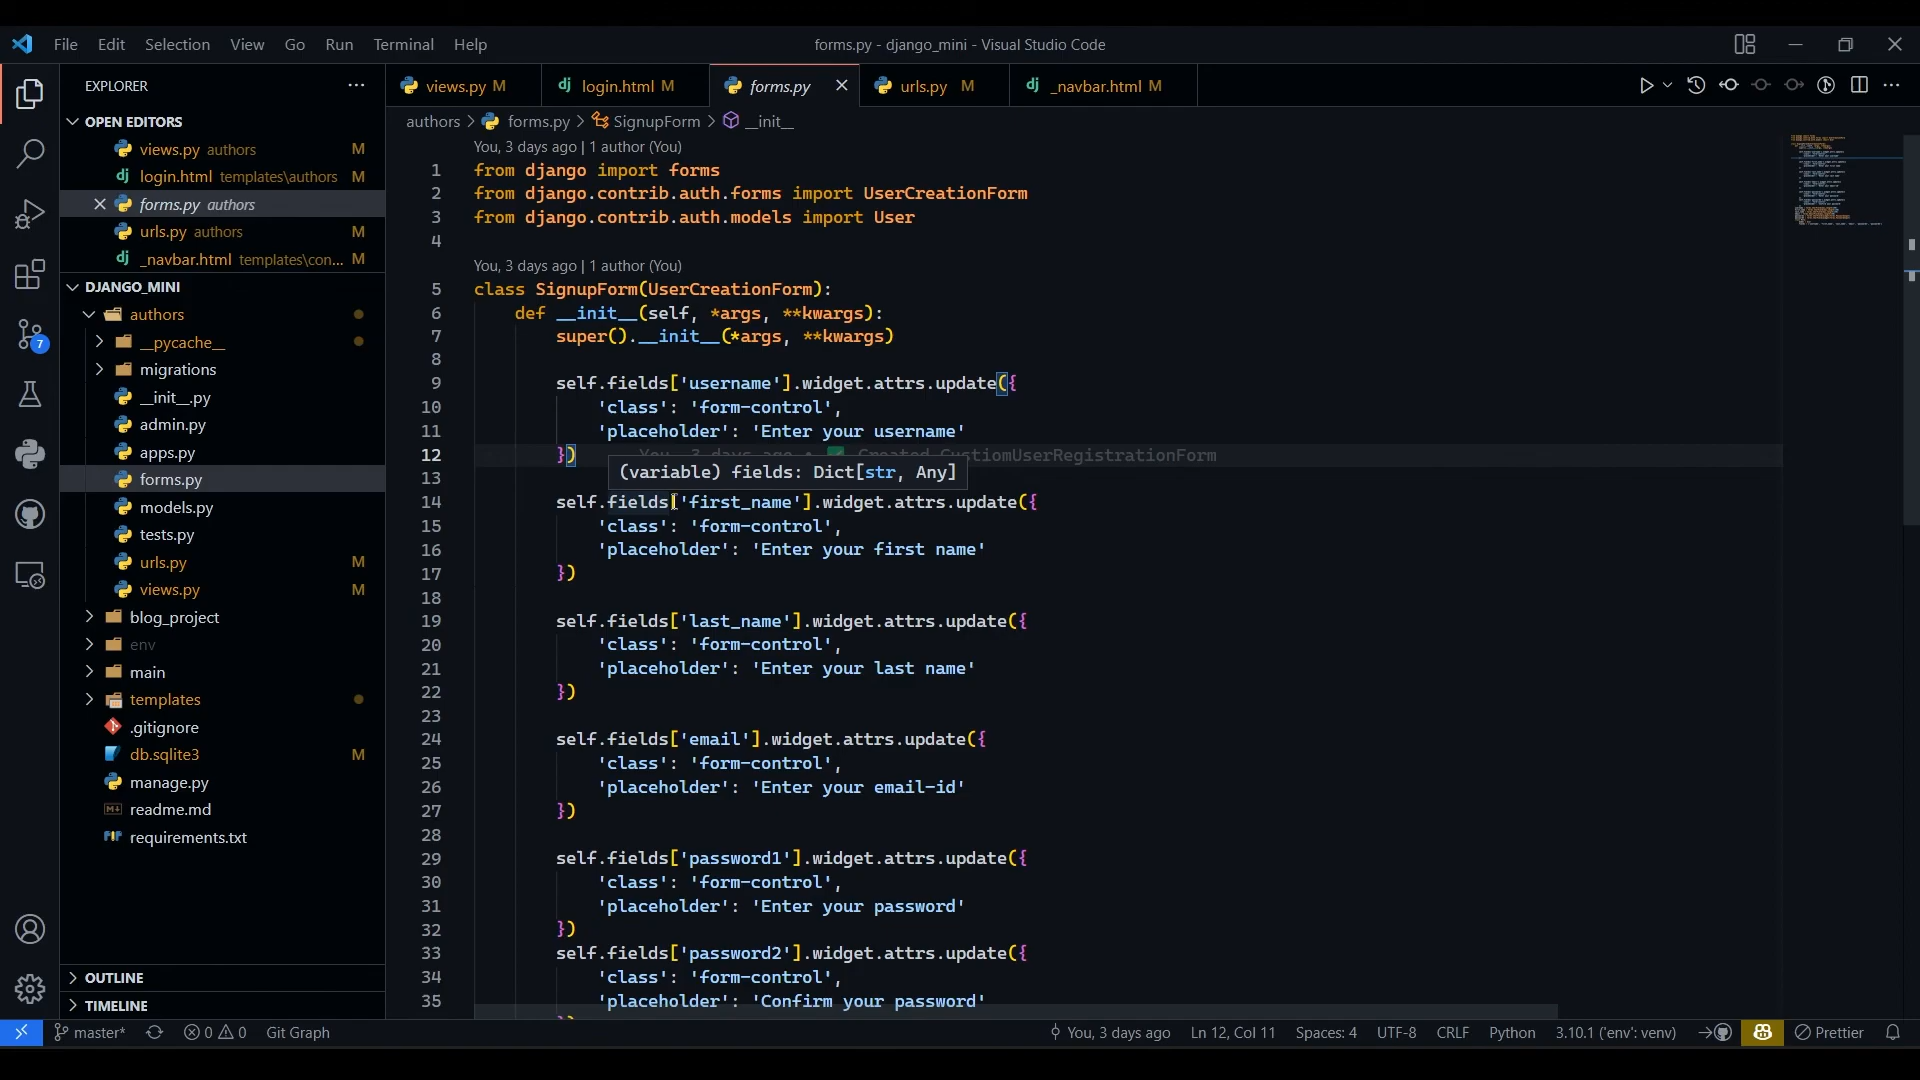 File Edit Selection View Go Run Terminal Help
forms.py - django_mini - Visual Studio Code
EXPLORER
OPEN EDITORS
views.py authors M
login.html templates\authors M
forms.py authors
urls.py authors M
_navbar.html templates\con... M
DJANGO_MINI
authors
__pycache__
migrations
__init__.py
admin.py
apps.py
forms.py
models.py
tests.py
urls.py M
views.py M
blog_project
env
main
templates
.gitignore
db.sqlite3 M
manage.py
readme.md
requirements.txt
OUTLINE
TIMELINE
7
views.py M
dj login.html M
forms.py
urls.py M
dj _navbar.html M
authors > forms.py > SignupForm > __init__
You, 3 days ago | 1 author (You)
1 from django import forms
2 from django.contrib.auth.forms import UserCreationForm
3 from django.contrib.auth.models import User
4
You, 3 days ago | 1 author (You)
5 class SignupForm(UserCreationForm):
6 def __init__(self, *args, **kwargs):
7 super().__init__(*args, **kwargs)
8
9 self.fields['username'].widget.attrs.update({
10 'class': 'form-control',
11 'placeholder': 'Enter your username'
12 }) You, 3 days ago • ✅ Created CustiomUserRegistrationForm
(variable) fields: Dict[str, Any]
13
14 self.fields['first_name'].widget.attrs.update({
15 'class': 'form-control',
16 'placeholder': 'Enter your first name'
17 })
18
19 self.fields['last_name'].widget.attrs.update({
20 'class': 'form-control',
21 'placeholder': 'Enter your last name'
22 })
23
24 self.fields['email'].widget.attrs.update({
25 'class': 'form-control',
26 'placeholder': 'Enter your email-id'
27 })
28
29 self.fields['password1'].widget.attrs.update({
30 'class': 'form-control',
31 'placeholder': 'Enter your password'
32 })
33 self.fields['password2'].widget.attrs.update({
34 'class': 'form-control',
35 'placeholder': 'Confirm your password'
master* 0 0 Git Graph
You, 3 days ago Ln 12, Col 11 Spaces: 4 UTF-8 CRLF Python 3.10.1 ('env': venv) Prettier